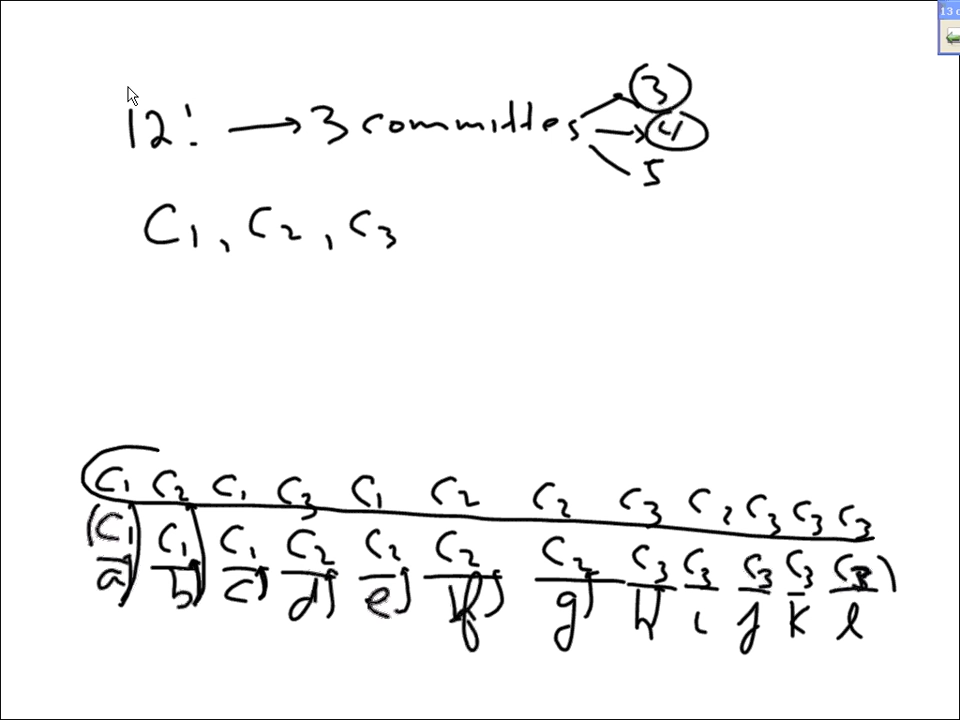 13 o
3
12! → 3 committes → 4
5
C1, C2, C3
C1 C2 C1 C3 C1 C2 C2 C3 C2 C3 C3 C3
C1 C1 C1 C2 C2 C2 C2 C3 C3 C3 C3 C3
a b c d e f g h i j k l